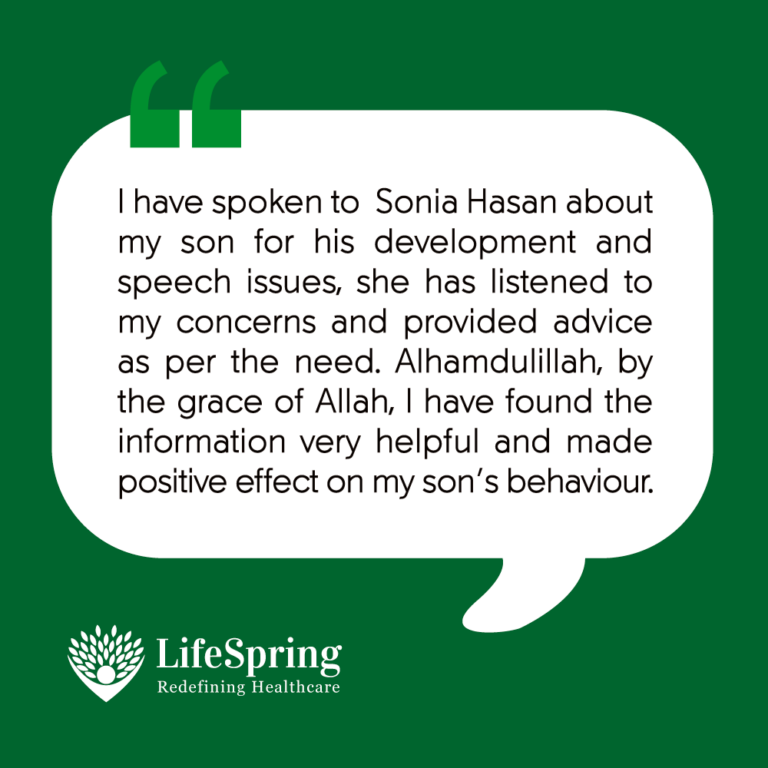 I have spoken to Sonia Hasan about
my son for his development and
speech issues, she has listened to
my concerns and provided advice
as per the need. Alhamdulillah, by
the grace of Allah, I have found the
information very helpful and made
positive effect on my son's behaviour.
LifeSpring
Redefining Healthcare